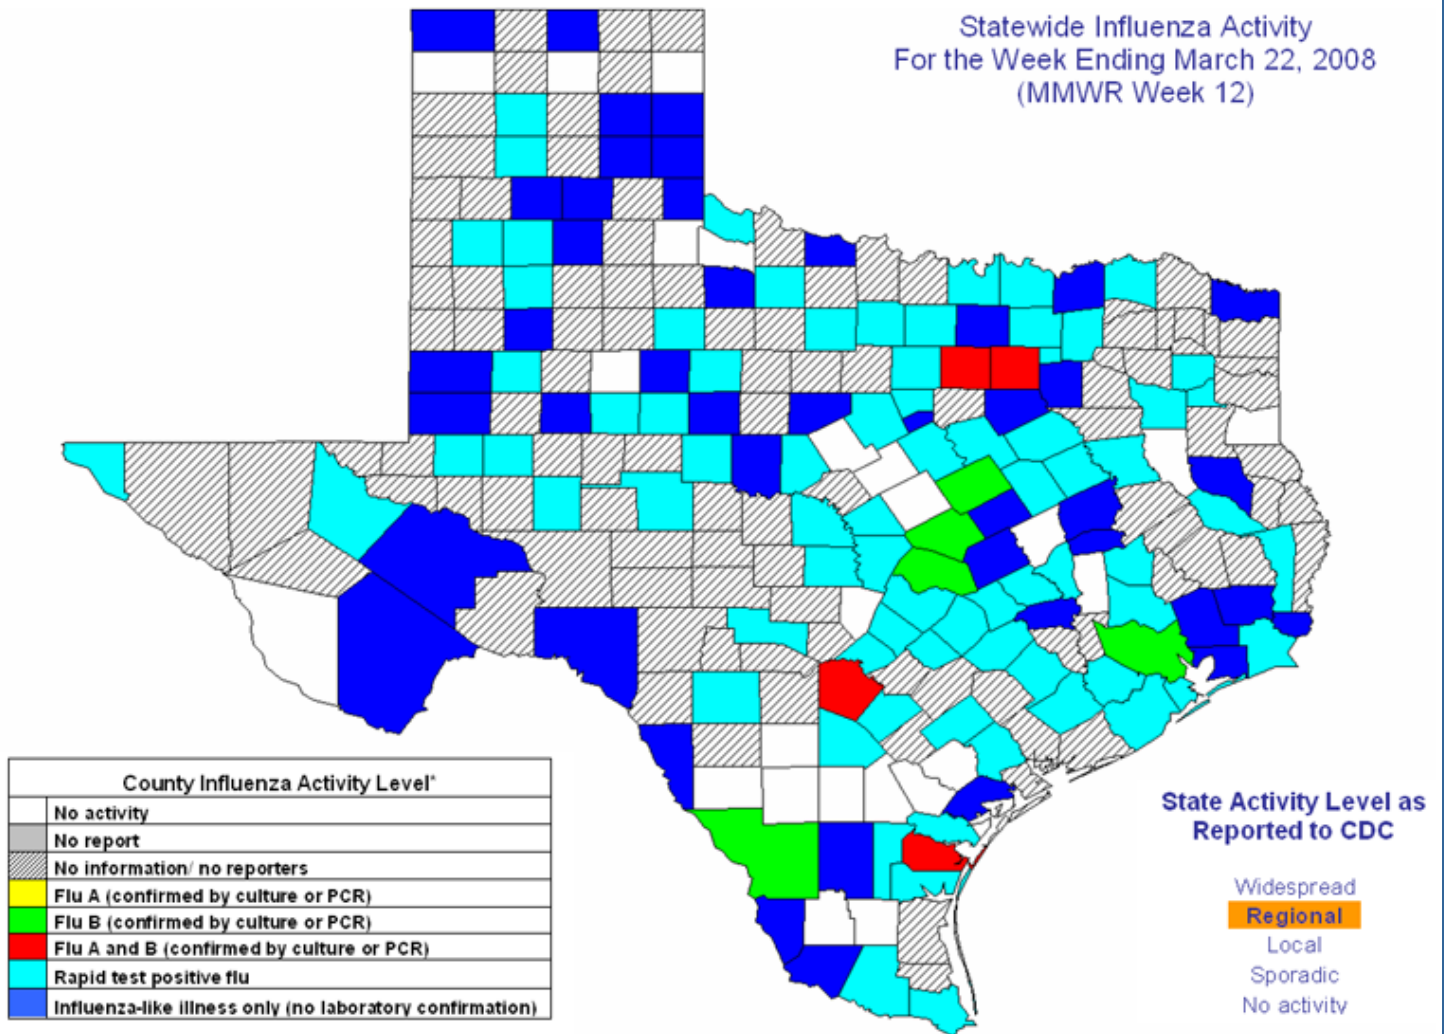 Statewide Influenza Activity
For the Week Ending March 22, 2008
(MMWR Week 12)
County Influenza Activity Level*
No activity
No report
No information/ no reporters
Flu A (confirmed by culture or PCR)
Flu B (confirmed by culture or PCR)
Flu A and B (confirmed by culture or PCR)
Rapid test positive flu
Influenza-like illness only (no laboratory confirmation)
State Activity Level as
Reported to CDC
Widespread
Regional
Local
Sporadic
No activity